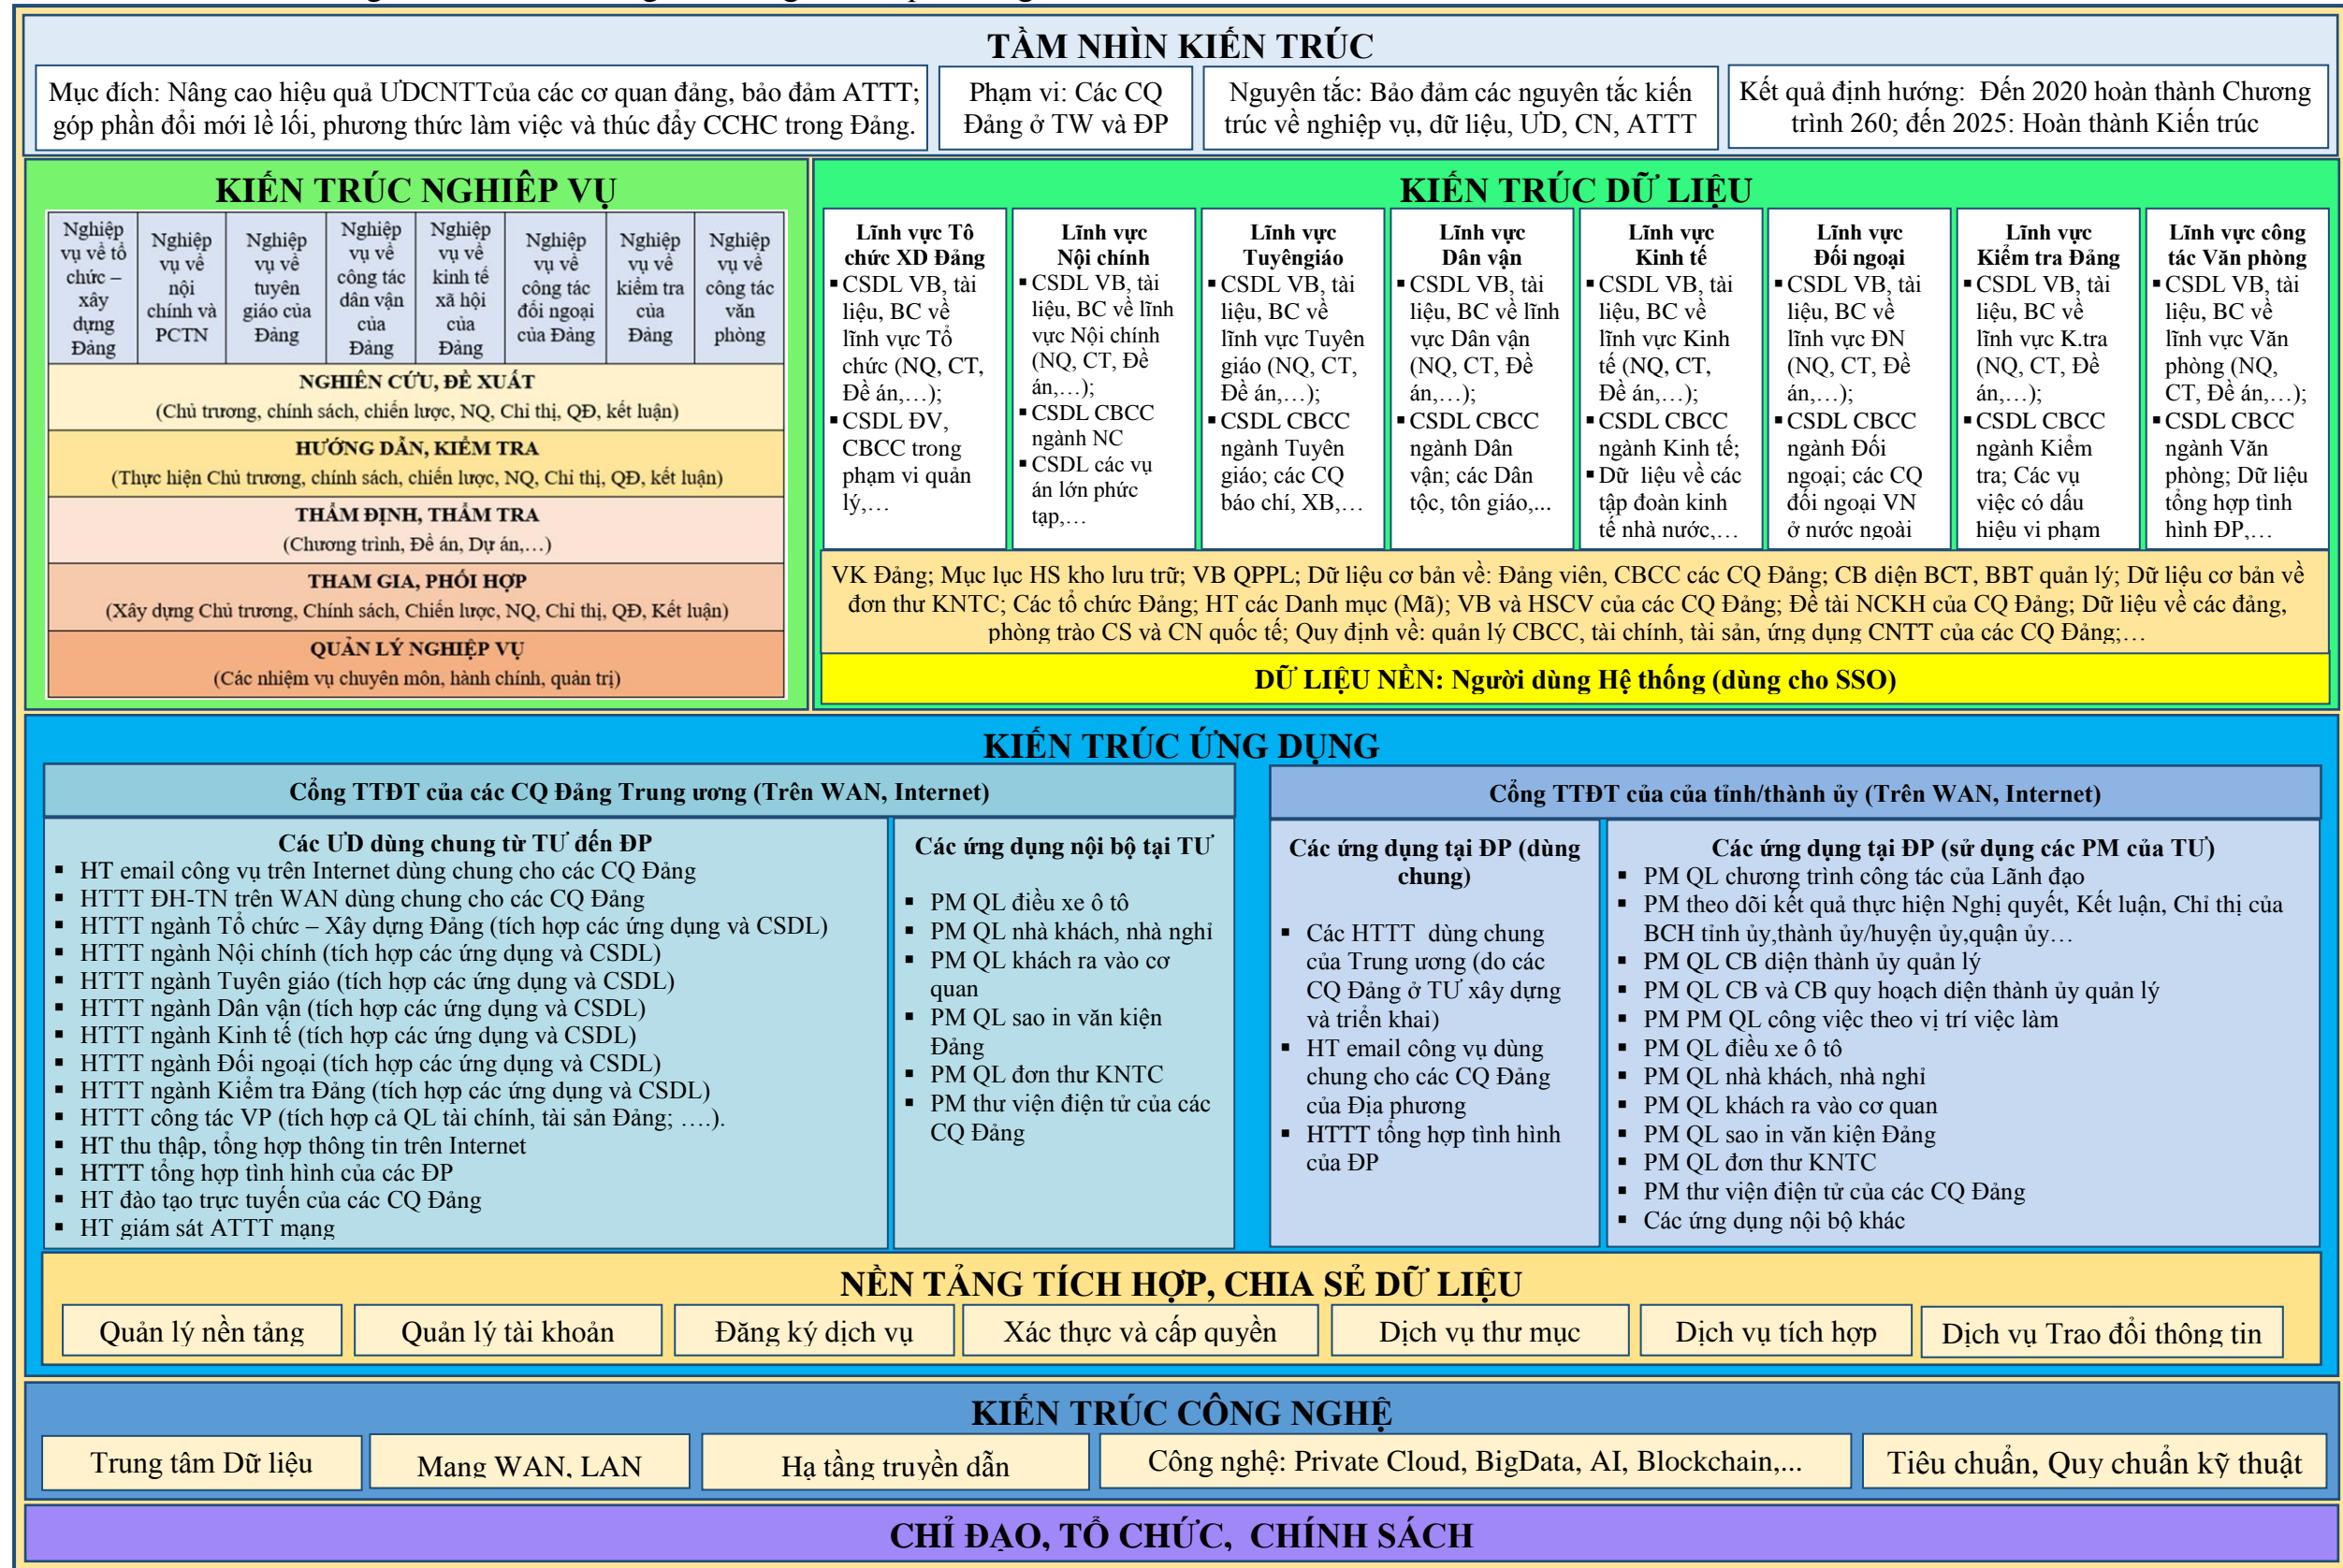 TẦM NHÌN KIẾN TRÚC
Mục đích: Nâng cao hiệu quả ƯDCNTTcủa các cơ quan đảng, bảo đảm ATTT;
góp phần đổi mới lề lối, phương thức làm việc và thúc đẩy CCHC trong Đảng.
Phạm vi: Các CQ
Đảng ở TW và ĐP
Nguyên tắc: Bảo đảm các nguyên tắc kiến
trúc về nghiệp vụ, dữ liệu, ƯD, CN, ATTT
Kết quả định hướng: Đến 2020 hoàn thành Chương
trình 260; đến 2025: Hoàn thành Kiến trúc
KIẾN TRÚC NGHIỆP VỤ
Nghiệp
vụ về tổ
chức –
xây
dựng
Đảng
Nghiệp
vụ về
nội
chính và
PCTN
Nghiệp
vụ về
tuyên
giáo của
Đảng
Nghiệp
vụ về
công tác
dân vận
của
Đảng
Nghiệp
vụ về
kinh tế
xã hội
của
Đảng
Nghiệp
vụ về
công tác
đối ngoại
của Đảng
Nghiệp
vụ về
kiểm tra
của
Đảng
Nghiệp
vụ về
công tác
văn
phòng
NGHIÊN CỨU, ĐỀ XUẤT
(Chủ trương, chính sách, chiến lược, NQ, Chỉ thị, QĐ, kết luận)
HƯỚNG DẪN, KIỂM TRA
(Thực hiện Chủ trương, chính sách, chiến lược, NQ, Chỉ thị, QĐ, kết luận)
THẨM ĐỊNH, THẨM TRA
(Chương trình, Đề án, Dự án,…)
THAM GIA, PHỐI HỢP
(Xây dựng Chủ trương, Chính sách, Chiến lược, NQ, Chỉ thị, QĐ, Kết luận)
QUẢN LÝ NGHIỆP VỤ
(Các nhiệm vụ chuyên môn, hành chính, quản trị)
KIẾN TRÚC DỮ LIỆU
Lĩnh vực Tổ
chức XD Đảng
▪ CSDL VB, tài
liệu, BC về
lĩnh vực Tổ
chức (NQ, CT,
Đề án,…);
▪ CSDL ĐV,
CBCC trong
phạm vi quản
lý,…
Lĩnh vực
Nội chính
▪ CSDL VB, tài
liệu, BC về lĩnh
vực Nội chính
(NQ, CT, Đề
án,…);
▪ CSDL CBCC
ngành NC
▪ CSDL các vụ
án lớn phức
tạp,…
Lĩnh vực
Tuyêngiáo
▪ CSDL VB, tài
liệu, BC về
lĩnh vực Tuyên
giáo (NQ, CT,
Đề án,…);
▪ CSDL CBCC
ngành Tuyên
giáo; các CQ
báo chí, XB,…
Lĩnh vực
Dân vận
▪ CSDL VB, tài
liệu, BC về lĩnh
vực Dân vận
(NQ, CT, Đề
án,…);
▪ CSDL CBCC
ngành Dân
vận; các Dân
tộc, tôn giáo,...
Lĩnh vực
Kinh tế
▪ CSDL VB, tài
liệu, BC về
lĩnh vực Kinh
tế (NQ, CT,
Đề án,…);
▪ CSDL CBCC
ngành Kinh tế;
▪ Dữ liệu về các
tập đoàn kinh
tế nhà nước,…
Lĩnh vực
Đối ngoại
▪ CSDL VB, tài
liệu, BC về
lĩnh vực ĐN
(NQ, CT, Đề
án,…);
▪ CSDL CBCC
ngành Đối
ngoại; các CQ
đối ngoại VN
ở nước ngoài
Lĩnh vực
Kiểm tra Đảng
▪ CSDL VB, tài
liệu, BC về
lĩnh vực K.tra
(NQ, CT, Đề
án,…);
▪ CSDL CBCC
ngành Kiểm
tra; Các vụ
việc có dấu
hiệu vi phạm
Lĩnh vực công
tác Văn phòng
▪ CSDL VB, tài
liệu, BC về
lĩnh vực Văn
phòng (NQ,
CT, Đề án,…);
▪ CSDL CBCC
ngành Văn
phòng; Dữ liệu
tổng hợp tình
hình ĐP,…
VK Đảng; Mục lục HS kho lưu trữ; VB QPPL; Dữ liệu cơ bản về: Đảng viên, CBCC các CQ Đảng; CB diện BCT, BBT quản lý; Dữ liệu cơ bản về
đơn thư KNTC; Các tổ chức Đảng; HT các Danh mục (Mã); VB và HSCV của các CQ Đảng; Đề tài NCKH của CQ Đảng; Dữ liệu về các đảng,
phòng trào CS và CN quốc tế; Quy định về: quản lý CBCC, tài chính, tài sản, ứng dụng CNTT của các CQ Đảng;…
DỮ LIỆU NỀN: Người dùng Hệ thống (dùng cho SSO)
KIẾN TRÚC ỨNG DỤNG
Cổng TTĐT của các CQ Đảng Trung ương (Trên WAN, Internet)
Các ƯD dùng chung từ TƯ đến ĐP
▪ HT email công vụ trên Internet dùng chung cho các CQ Đảng
▪ HTTT ĐH-TN trên WAN dùng chung cho các CQ Đảng
▪ HTTT ngành Tổ chức – Xây dựng Đảng (tích hợp các ứng dụng và CSDL)
▪ HTTT ngành Nội chính (tích hợp các ứng dụng và CSDL)
▪ HTTT ngành Tuyên giáo (tích hợp các ứng dụng và CSDL)
▪ HTTT ngành Dân vận (tích hợp các ứng dụng và CSDL)
▪ HTTT ngành Kinh tế (tích hợp các ứng dụng và CSDL)
▪ HTTT ngành Đối ngoại (tích hợp các ứng dụng và CSDL)
▪ HTTT ngành Kiểm tra Đảng (tích hợp các ứng dụng và CSDL)
▪ HTTT công tác VP (tích hợp cả QL tài chính, tài sản Đảng; ….).
▪ HT thu thập, tổng hợp thông tin trên Internet
▪ HTTT tổng hợp tình hình của các ĐP
▪ HT đào tạo trực tuyến của các CQ Đảng
▪ HT giám sát ATTT mạng
Các ứng dụng nội bộ tại TƯ
▪ PM QL điều xe ô tô
▪ PM QL nhà khách, nhà nghỉ
▪ PM QL khách ra vào cơ
quan
▪ PM QL sao in văn kiện
Đảng
▪ PM QL đơn thư KNTC
▪ PM thư viện điện tử của các
CQ Đảng
Cổng TTĐT của của tỉnh/thành ủy (Trên WAN, Internet)
Các ứng dụng tại ĐP (dùng
chung)
▪ Các HTTT dùng chung
của Trung ương (do các
CQ Đảng ở TƯ xây dựng
và triển khai)
▪ HT email công vụ dùng
chung cho các CQ Đảng
của Địa phương
▪ HTTT tổng hợp tình hình
của ĐP
Các ứng dụng tại ĐP (sử dụng các PM của TƯ)
▪ PM QL chương trình công tác của Lãnh đạo
▪ PM theo dõi kết quả thực hiện Nghị quyết, Kết luận, Chỉ thị của
BCH tỉnh ủy,thành ủy/huyện ủy,quận ủy…
▪ PM QL CB diện thành ủy quản lý
▪ PM QL CB và CB quy hoạch diện thành ủy quản lý
▪ PM PM QL công việc theo vị trí việc làm
▪ PM QL điều xe ô tô
▪ PM QL nhà khách, nhà nghỉ
▪ PM QL khách ra vào cơ quan
▪ PM QL sao in văn kiện Đảng
▪ PM QL đơn thư KNTC
▪ PM thư viện điện tử của các CQ Đảng
▪ Các ứng dụng nội bộ khác
NỀN TẢNG TÍCH HỢP, CHIA SẺ DỮ LIỆU
Quản lý nền tảng
Quản lý tài khoản
Đăng ký dịch vụ
Xác thực và cấp quyền
Dịch vụ thư mục
Dịch vụ tích hợp
Dịch vụ Trao đổi thông tin
KIẾN TRÚC CÔNG NGHỆ
Trung tâm Dữ liệu
Mạng WAN, LAN
Hạ tầng truyền dẫn
Công nghệ: Private Cloud, BigData, AI, Blockchain,...
Tiêu chuẩn, Quy chuẩn kỹ thuật
CHỈ ĐẠO, TỔ CHỨC, CHÍNH SÁCH